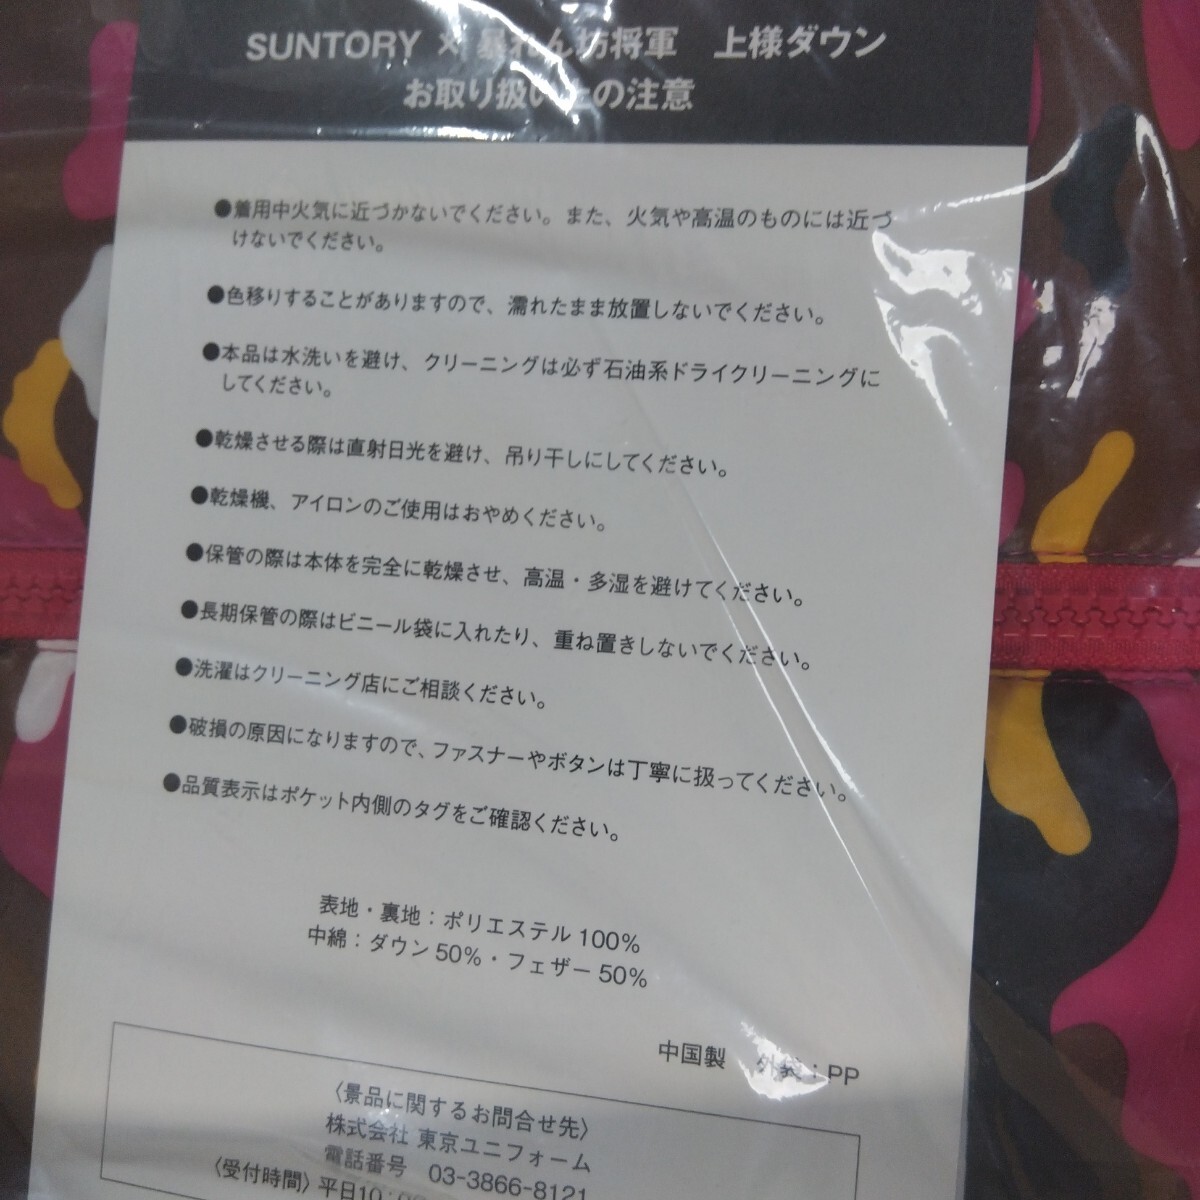 SUNTORY × 暴れん坊将軍　上様ダウン
お取り扱い上の注意
●着用中火気に近づかないでください。また、火気や高温のものには近づ
けないでください。
●色移りすることがありますので、濡れたまま放置しないでください。
●本品は水洗いを避け、クリーニングは必ず石油系ドライクリーニングに
してください。
●乾燥させる際は直射日光を避け、吊り干しにしてください。
●乾燥機、アイロンのご使用はおやめください。
●保管の際は本体を完全に乾燥させ、高温・多湿を避けてください。
●長期保管の際はビニール袋に入れたり、重ね置きしないでください。
●洗濯はクリーニング店にご相談ください。
●破損の原因になりますので、ファスナーやボタンは丁寧に扱ってください。
●品質表示はポケット内側のタグをご確認ください。
表地・裏地：ポリエステル 100%
中綿：ダウン 50%・フェザー 50%
中国製　外袋：PP
〈景品に関するお問合せ先〉
株式会社 東京ユニフォーム
電話番号　03-3866-8121
〈受付時間〉平日10:00